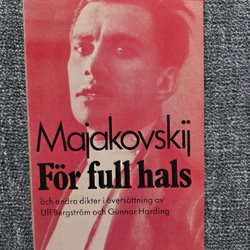 Majakovskij
För full hals
och andra dikter i översättning av
Ulf Bergström och Gunnar Harding